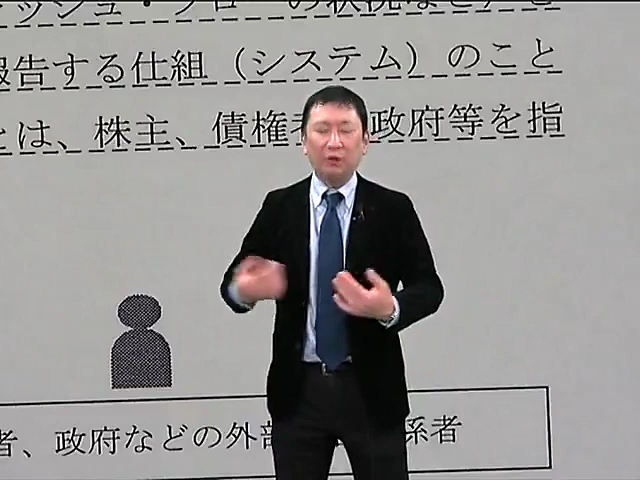 ッシュ・フローの状況など）を
報告する仕組（システム）のこと
とは、株主、債権者、政府等を指
者、政府などの外部 係者